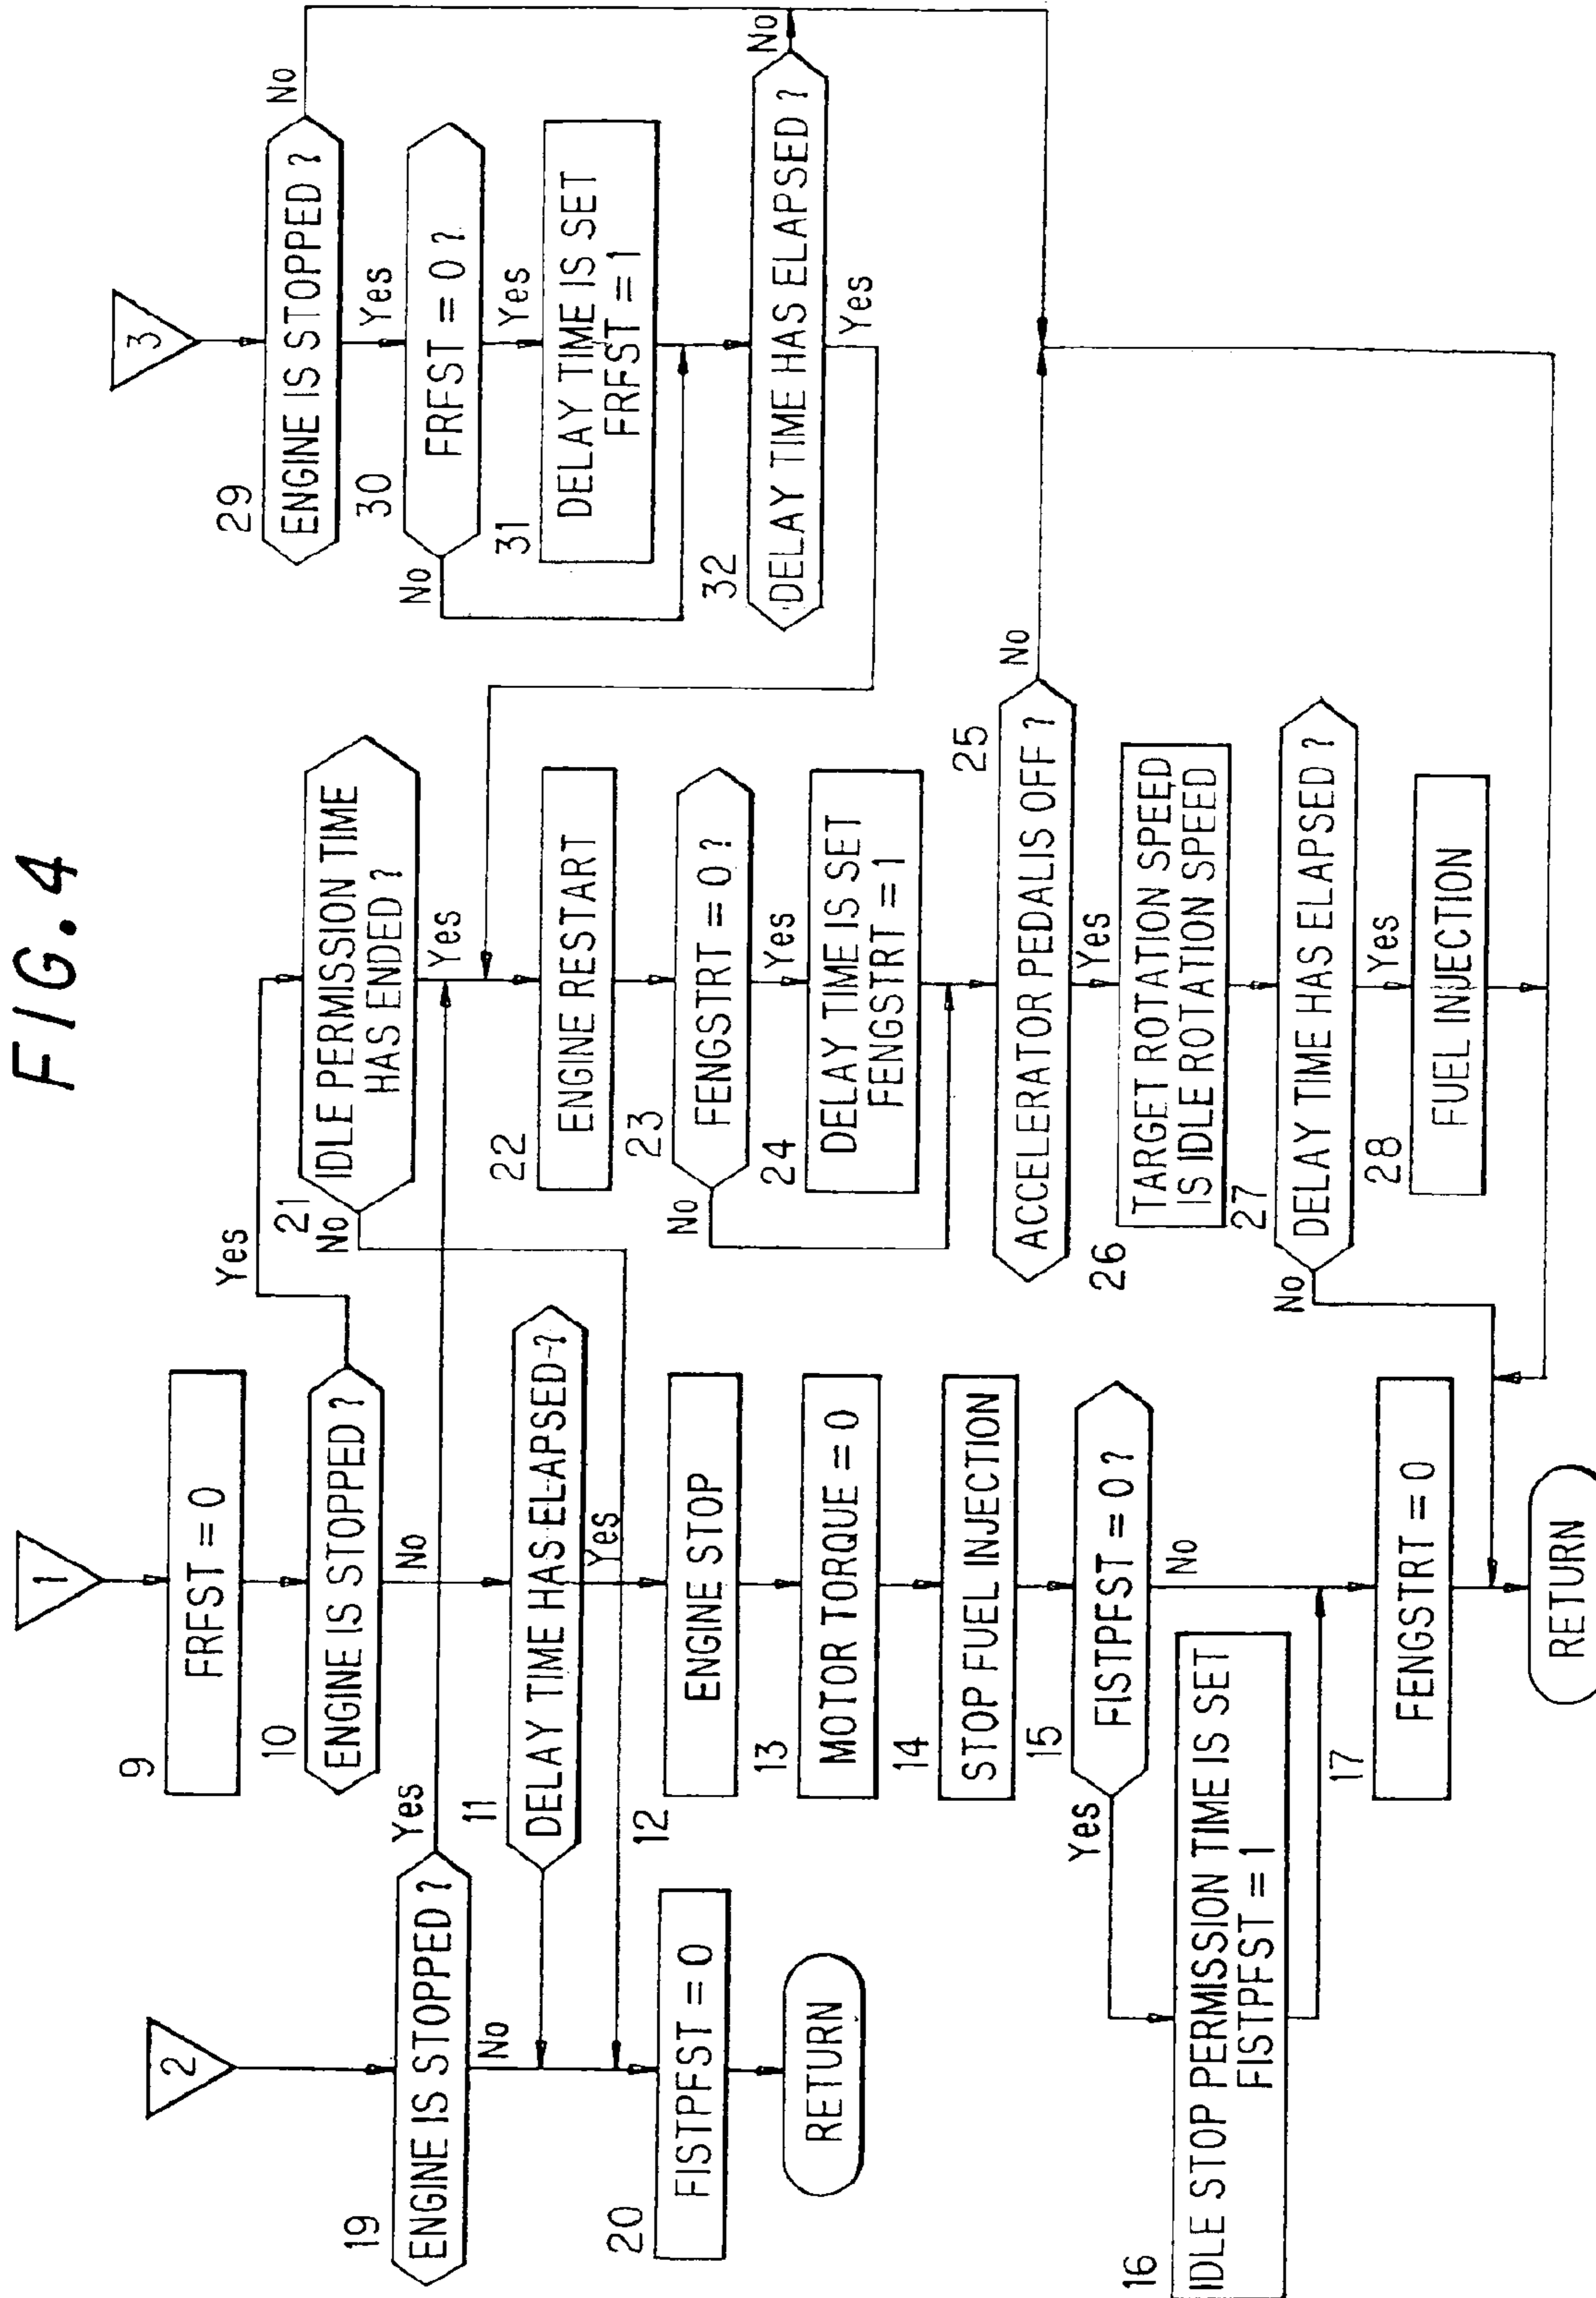 FIG. 4
2
19
ENGINE IS STOPPED ?
Yes
No
20
FISTPFST = 0
RETURN
1
9
FRFST = 0
10
ENGINE IS STOPPED ?
Yes
No
11
DELAY TIME HAS ELAPSED ?
Yes
12
ENGINE STOP
13
MOTOR TORQUE = 0
14
STOP FUEL INJECTION
15
FISTPFST = 0 ?
Yes
No
16
IDLE STOP PERMISSION TIME IS SET
FISTPFST = 1
17
FENGSTRT = 0
RETURN
21
IDLE PERMISSION TIME
HAS ENDED ?
No
Yes
22
ENGINE RESTART
23
FENGSTRT = 0 ?
No
Yes
24
DELAY TIME IS SET
FENGSTRT = 1
25
ACCELERATOR PEDALIS OFF ?
No
Yes
26
TARGET ROTATION SPEED
IS IDLE ROTATION SPEED
27
DELAY TIME HAS ELAPSED ?
No
Yes
28
FUEL INJECTION
3
29
ENGINE IS STOPPED ?
No
Yes
30
FRFST = 0 ?
No
Yes
31
DELAY TIME IS SET
FRFST = 1
32
DELAY TIME HAS ELAPSED ?
No
Yes